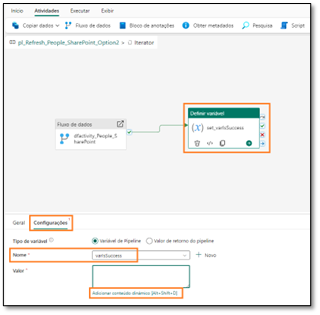 Início Atividades Executar Exibir
Copiar dados Fluxo de dados Bloco de anotações Obter metadados Pesquisa Script
pl_Refresh_People_SharePoint_Option2 > Iterator
Fluxo de dados
dfactivity_People_S
harePoint
Definir variável
(x) set_varIsSuccess
Geral Configurações
Tipo de variável Variável de Pipeline Valor de retorno do pipeline
Nome * varIsSuccess + Novo
Valor *
Adicionar conteúdo dinâmico [Alt+Shift+D]